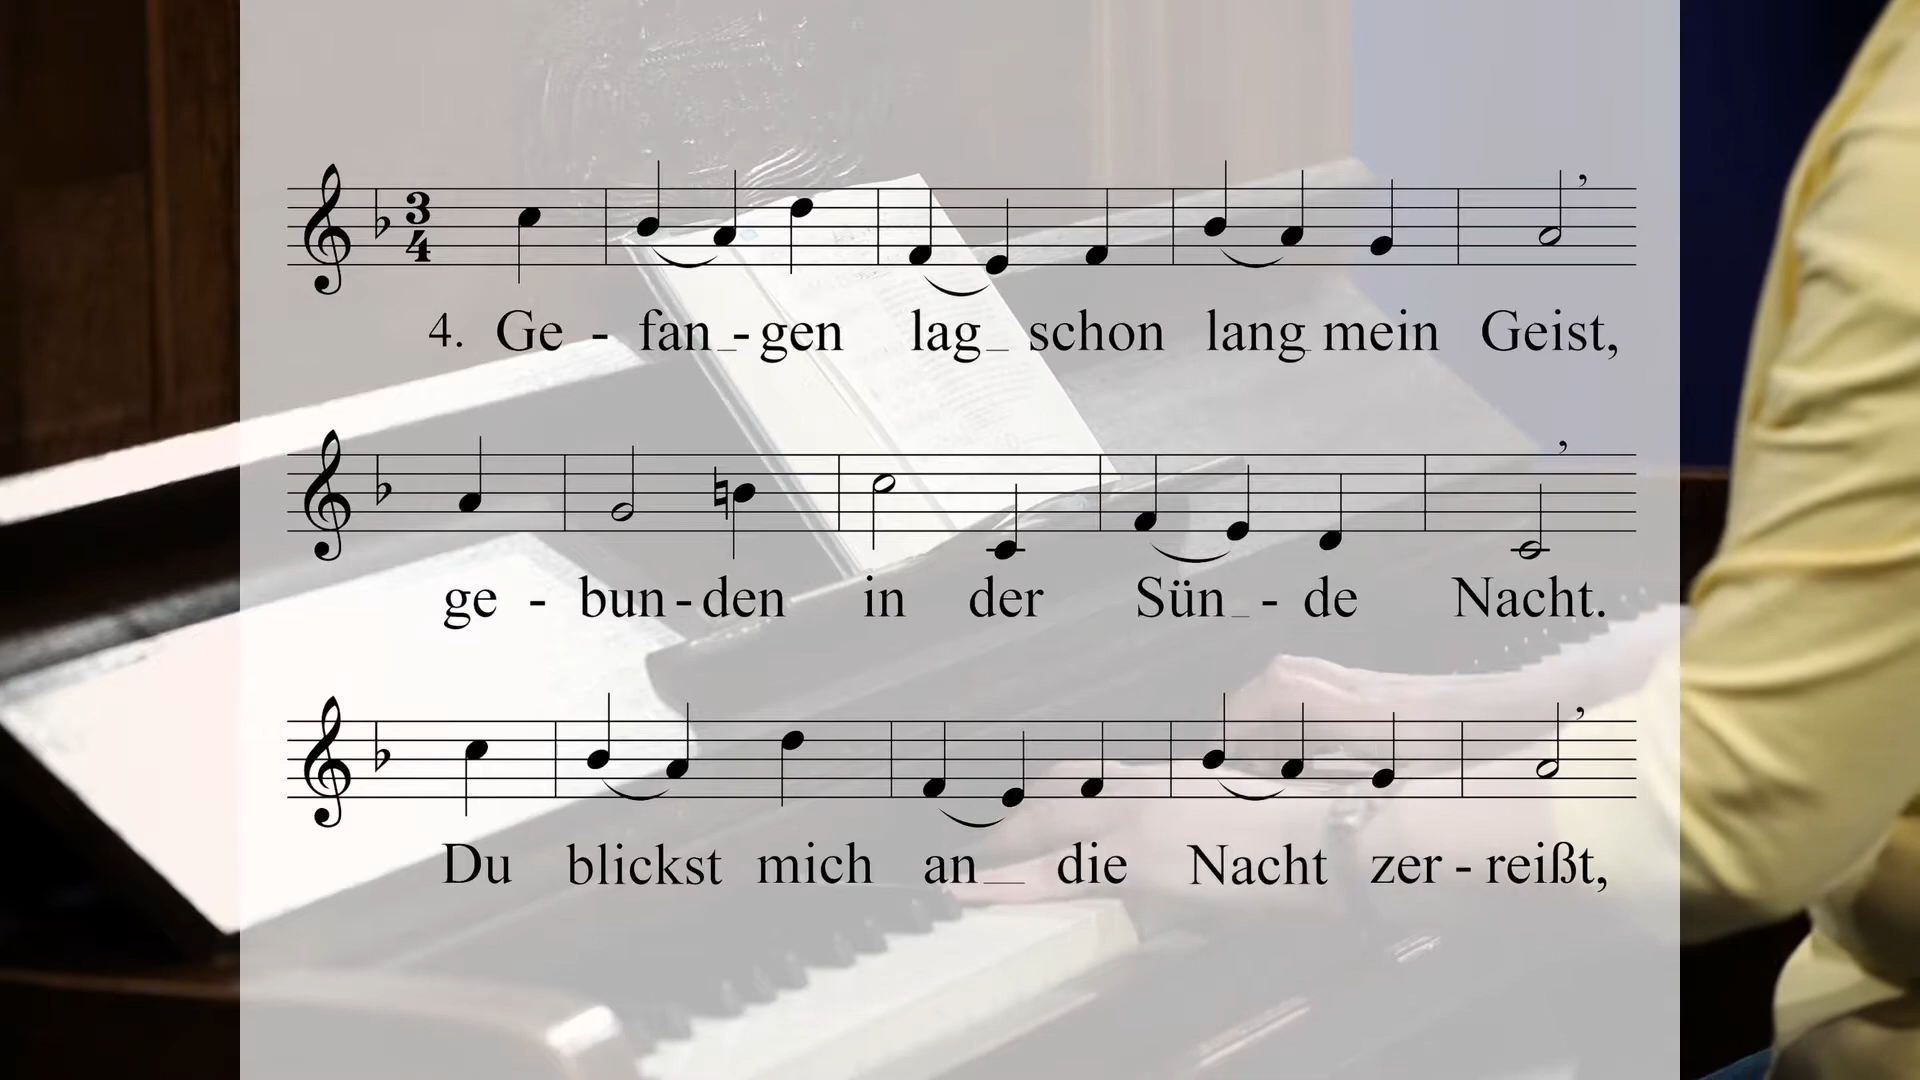 4. Ge - fan - gen lag schon lang mein Geist,
ge - bun - den in der Sün - de Nacht.
Du blickst mich an die Nacht zer - reißt,